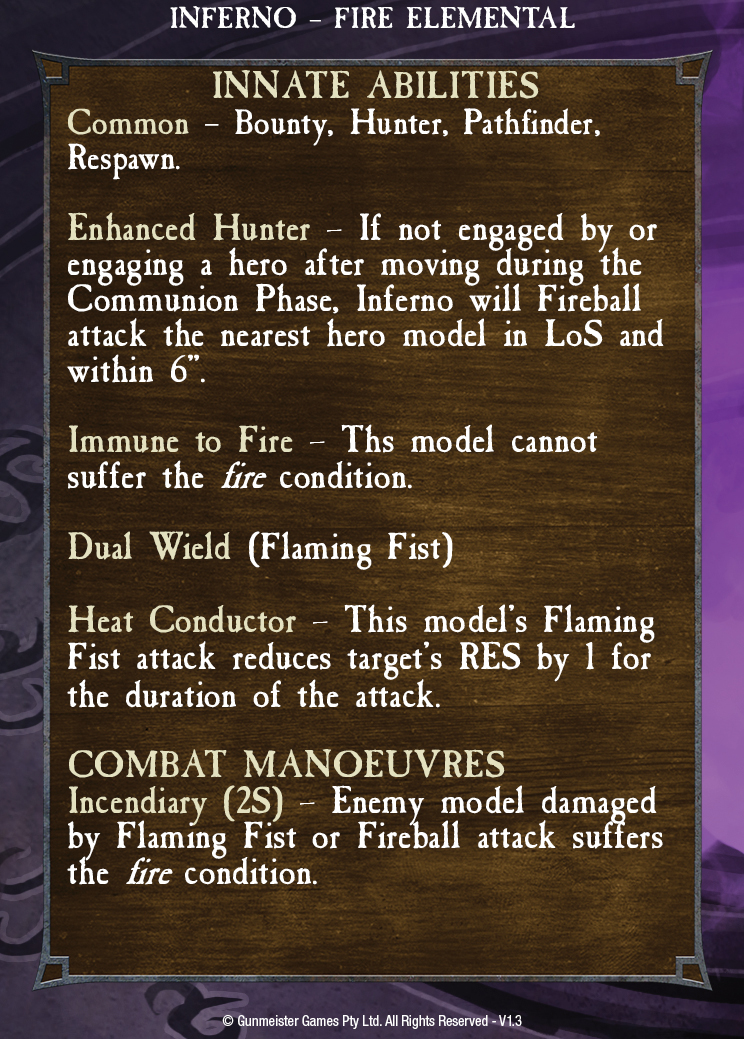 INFERNO – FIRE ELEMENTAL
INNATE ABILITIES
Common – Bounty, Hunter, Pathfinder,
Respawn.
Enhanced Hunter – If not engaged by or
engaging a hero after moving during the
Communion Phase, Inferno will Fireball
attack the nearest hero model in LoS and
within 6”.
Immune to Fire – Ths model cannot
suffer the fire condition.
Dual Wield (Flaming Fist)
Heat Conductor – This model’s Flaming
Fist attack reduces target’s RES by 1 for
the duration of the attack.
COMBAT MANOEUVRES
Incendiary (2S) – Enemy model damaged
by Flaming Fist or Fireball attack suffers
the fire condition.
© Gunmeister Games Pty Ltd. All Rights Reserved - V1.3